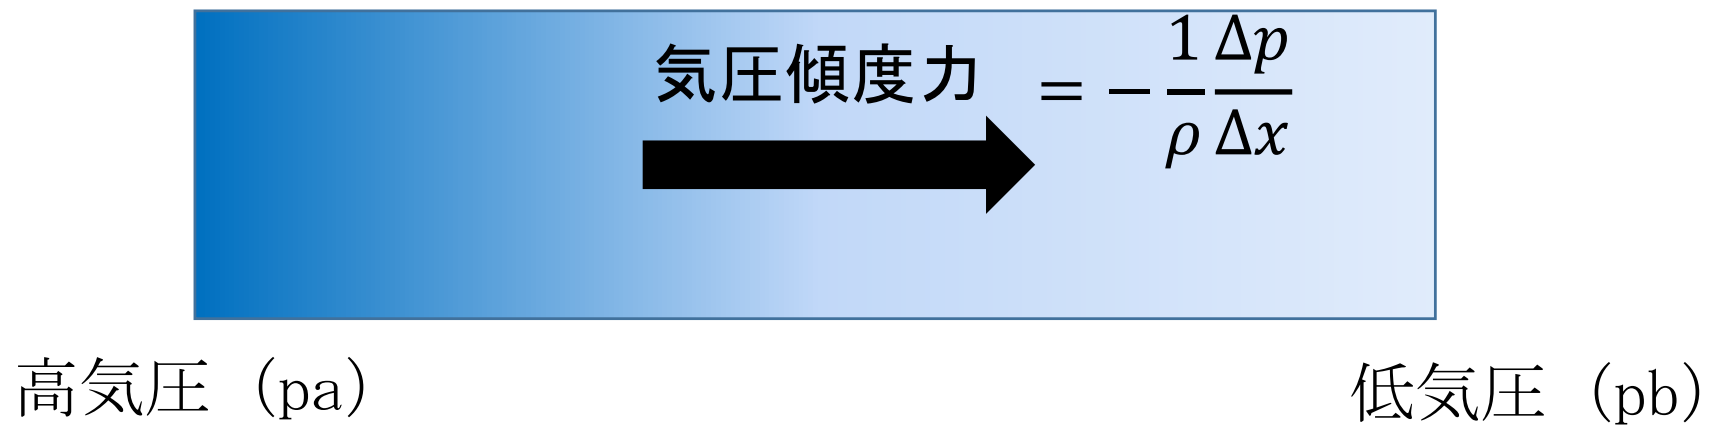 気圧傾度力 = − 1/ρ Δp/Δx
高気圧（pa）
低気圧（pb）